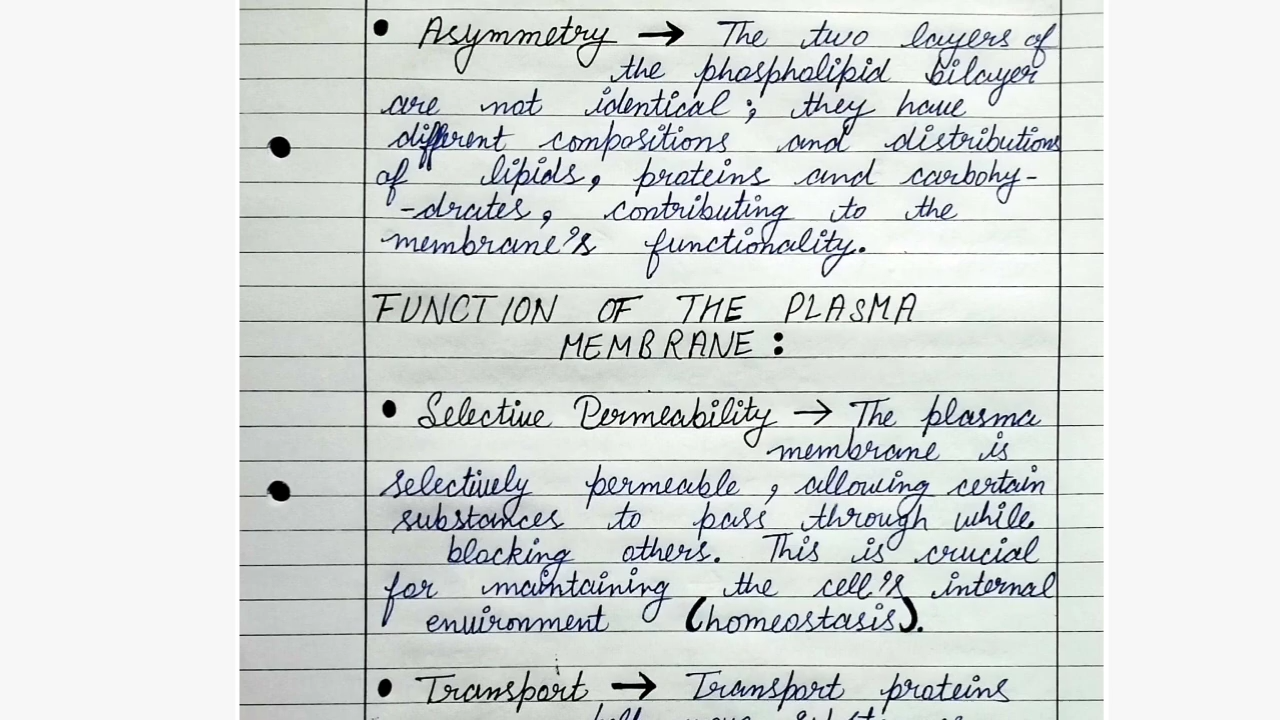 • Asymmetry → The two layers of
the phospholipid bilayer
are not identical; they have
different compositions and distributions
of lipids, proteins and carbohy-
-drates, contributing to the
membrane's functionality.
FUNCTION OF THE PLASMA
MEMBRANE:
• Selective Permeability → The plasma
membrane is
selectively permeable, allowing certain
substances to pass through while
blocking others. This is crucial
for maintaining the cell's internal
environment (homeostasis).
• Transport → Transport proteins